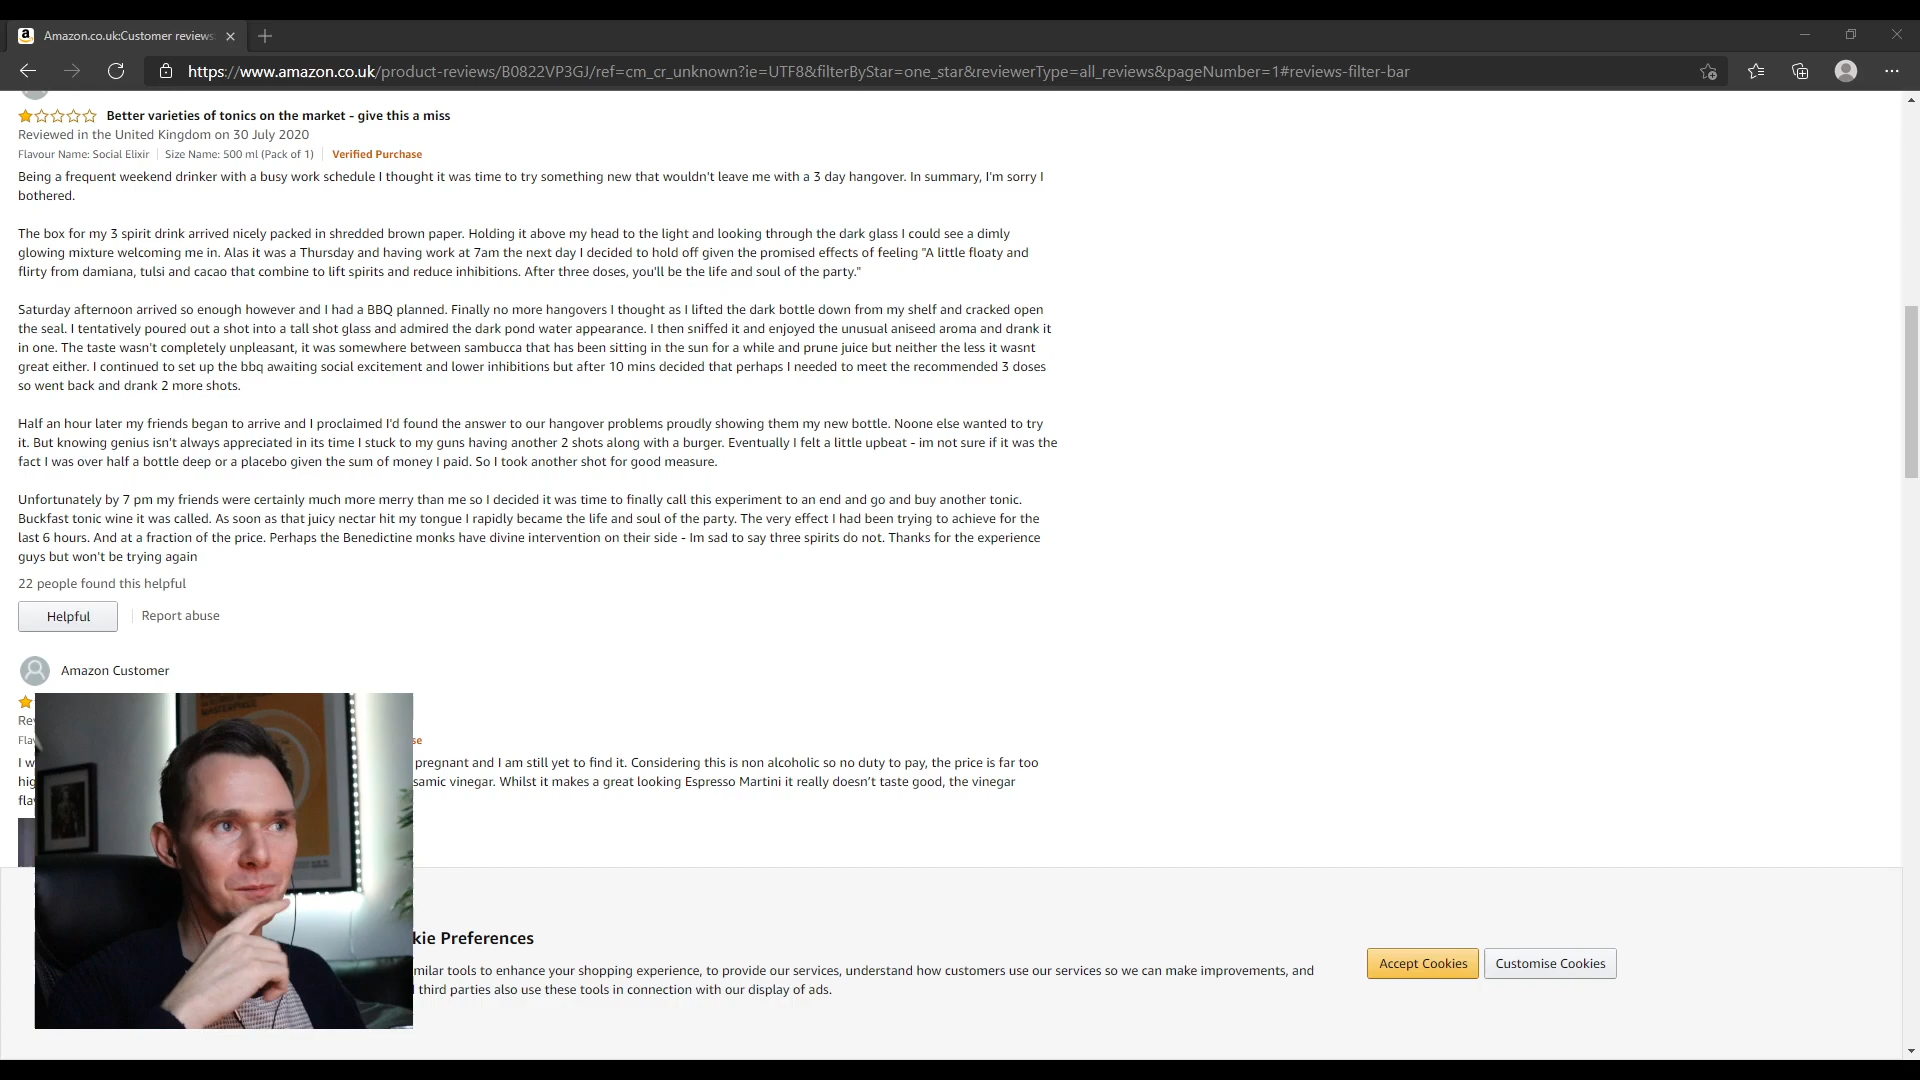 Amazon.co.uk:Customer reviews:
https://www.amazon.co.uk/product-reviews/B0822VP3GJ/ref=cm_cr_unknown?ie=UTF8&filterByStar=one_star&reviewerType=all_reviews&pageNumber=1#reviews-filter-bar
Better varieties of tonics on the market - give this a miss
Reviewed in the United Kingdom on 30 July 2020
Flavour Name: Social Elixir | Size Name: 500 ml (Pack of 1) | Verified Purchase
Being a frequent weekend drinker with a busy work schedule I thought it was time to try something new that wouldn't leave me with a 3 day hangover. In summary, I'm sorry I
bothered.
The box for my 3 spirit drink arrived nicely packed in shredded brown paper. Holding it above my head to the light and looking through the dark glass I could see a dimly
glowing mixture welcoming me in. Alas it was a Thursday and having work at 7am the next day I decided to hold off given the promised effects of feeling "A little floaty and
flirty from damiana, tulsi and cacao that combine to lift spirits and reduce inhibitions. After three doses, you'll be the life and soul of the party."
Saturday afternoon arrived so enough however and I had a BBQ planned. Finally no more hangovers I thought as I lifted the dark bottle down from my shelf and cracked open
the seal. I tentatively poured out a shot into a tall shot glass and admired the dark pond water appearance. I then sniffed it and enjoyed the unusual aniseed aroma and drank it
in one. The taste wasn't completely unpleasant, it was somewhere between sambucca that has been sitting in the sun for a while and prune juice but neither the less it wasnt
great either. I continued to set up the bbq awaiting social excitement and lower inhibitions but after 10 mins decided that perhaps I needed to meet the recommended 3 doses
so went back and drank 2 more shots.
Half an hour later my friends began to arrive and I proclaimed I'd found the answer to our hangover problems proudly showing them my new bottle. Noone else wanted to try
it. But knowing genius isn't always appreciated in its time I stuck to my guns having another 2 shots along with a burger. Eventually I felt a little upbeat - im not sure if it was the
fact I was over half a bottle deep or a placebo given the sum of money I paid. So I took another shot for good measure.
Unfortunately by 7 pm my friends were certainly much more merry than me so I decided it was time to finally call this experiment to an end and go and buy another tonic.
Buckfast tonic wine it was called. As soon as that juicy nectar hit my tongue I rapidly became the life and soul of the party. The very effect I had been trying to achieve for the
last 6 hours. And at a fraction of the price. Perhaps the Benedictine monks have divine intervention on their side - Im sad to say three spirits do not. Thanks for the experience
guys but won't be trying again
22 people found this helpful
Helpful
Report abuse
Amazon Customer
Re
Fla se
I w pregnant and I am still yet to find it. Considering this is non alcoholic so no duty to pay, the price is far too
hig samic vinegar. Whilst it makes a great looking Espresso Martini it really doesn't taste good, the vinegar
fla
MASTERPIECE
kie Preferences
milar tools to enhance your shopping experience, to provide our services, understand how customers use our services so we can make improvements, and
third parties also use these tools in connection with our display of ads.
Accept Cookies
Customise Cookies